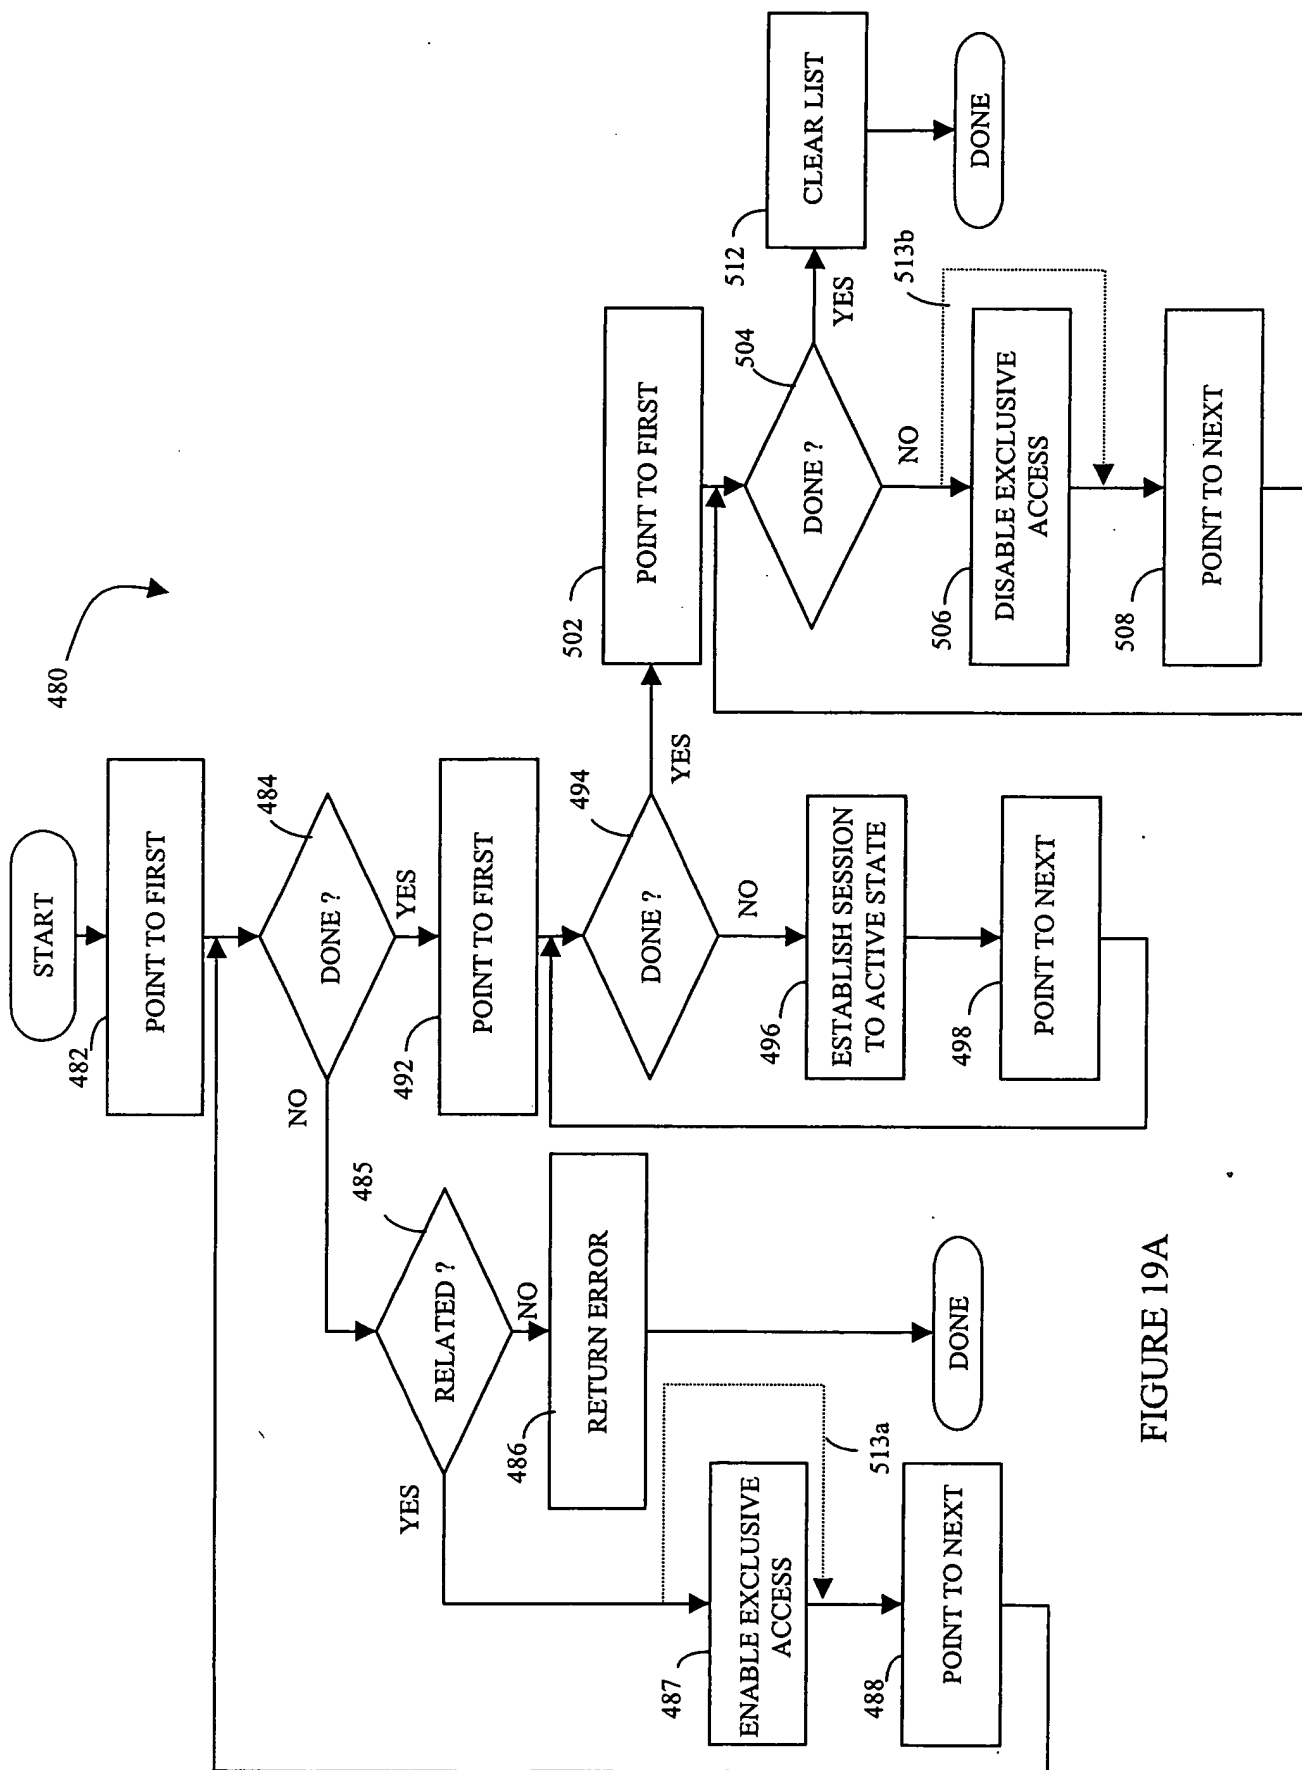 480
START
482
POINT TO FIRST
484
DONE ?
NO
YES
485
RELATED ?
YES
NO
486
RETURN ERROR
DONE
487
ENABLE EXCLUSIVE
ACCESS
513a
488
POINT TO NEXT
492
POINT TO FIRST
494
DONE ?
YES
NO
496
ESTABLISH SESSION
TO ACTIVE STATE
498
POINT TO NEXT
502
POINT TO FIRST
504
DONE ?
YES
NO
512
CLEAR LIST
DONE
513b
506
DISABLE EXCLUSIVE
ACCESS
508
POINT TO NEXT
FIGURE 19A